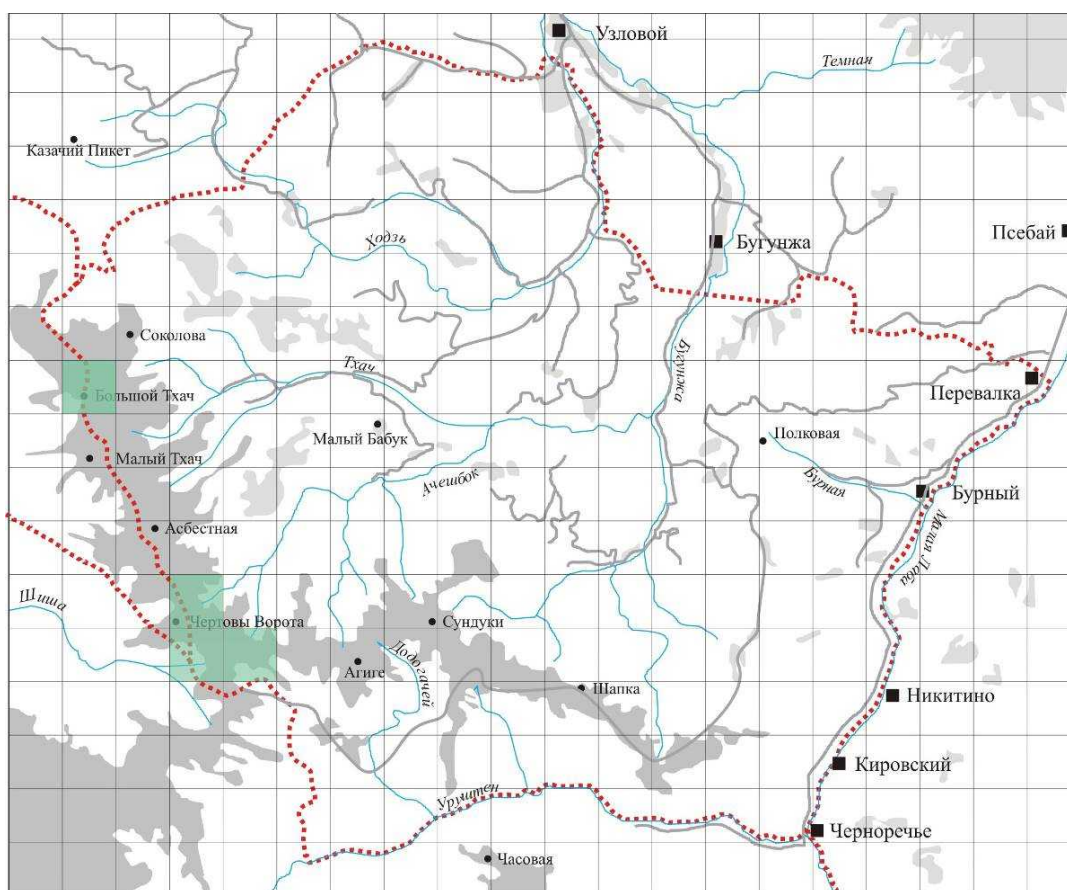 Узловой
Темная
Казачий Пикет
Ходзь
Бугунжа
Псебай
Соколова
Тхач
Бугунжа
Перевалка
Большой Тхач
Малый Бабук
Полковая
Малый Тхач
Ачешбок
Бурная
Бурный
Малая Лаба
Асбестная
Шиша
Чертовы Ворота
Сундуки
Агиге
Додогачей
Шапка
Никитино
Кировский
Уруштен
Черноречье
Часовая